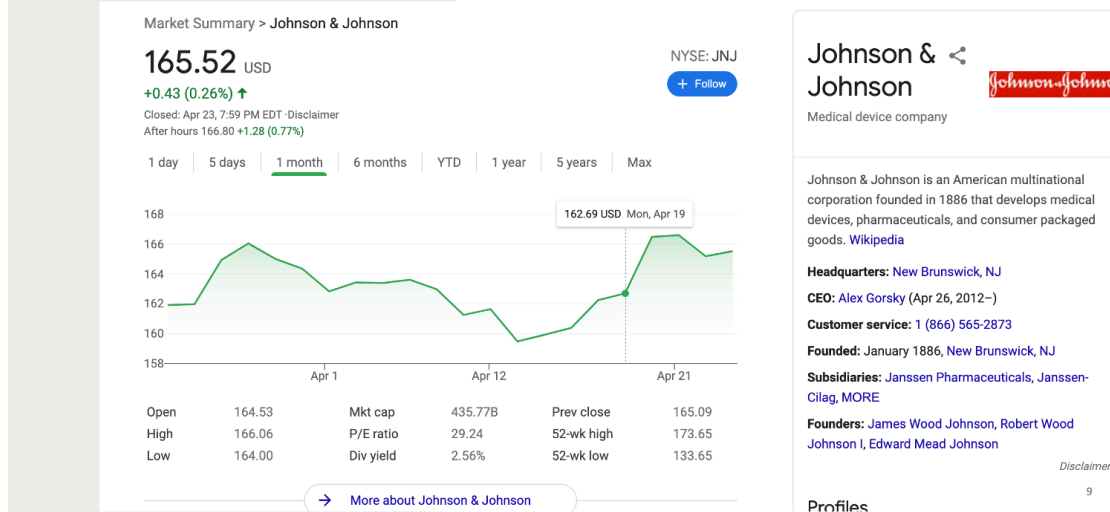 Market Summary > Johnson & Johnson
165.52 USD
+0.43 (0.26%) ↑
Closed: Apr 23, 7:59 PM EDT ·Disclaimer
After hours 166.80 +1.28 (0.77%)
NYSE: JNJ
+ Follow
1 day 5 days 1 month 6 months YTD 1 year 5 years Max
162.69 USD Mon, Apr 19
168
166
164
162
160
158
Apr 1 Apr 12 Apr 21
Open 164.53 Mkt cap 435.77B Prev close 165.09
High 166.06 P/E ratio 29.24 52-wk high 173.65
Low 164.00 Div yield 2.56% 52-wk low 133.65
→ More about Johnson & Johnson
Johnson &
Johnson
Johnson & Johnson
Medical device company
Johnson & Johnson is an American multinational
corporation founded in 1886 that develops medical
devices, pharmaceuticals, and consumer packaged
goods. Wikipedia
Headquarters: New Brunswick, NJ
CEO: Alex Gorsky (Apr 26, 2012–)
Customer service: 1 (866) 565-2873
Founded: January 1886, New Brunswick, NJ
Subsidiaries: Janssen Pharmaceuticals, Janssen-
Cilag, MORE
Founders: James Wood Johnson, Robert Wood
Johnson I, Edward Mead Johnson
Disclaimer
9
Profiles